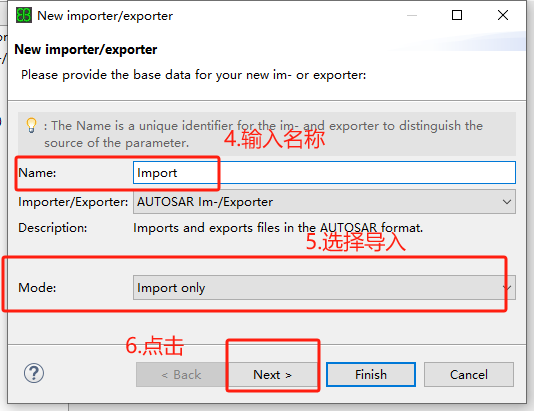 New importer/exporter
New importer/exporter
Please provide the base data for your new im- or exporter:
: The Name is a unique identifier for the im- and exporter to distinguish the
source of the parameter.
4.输入名称
Name: Import
Importer/Exporter: AUTOSAR Im-/Exporter
Description: Imports and exports files in the AUTOSAR format.
5.选择导入
Mode: Import only
6.点击
? < Back Next > Finish Cancel